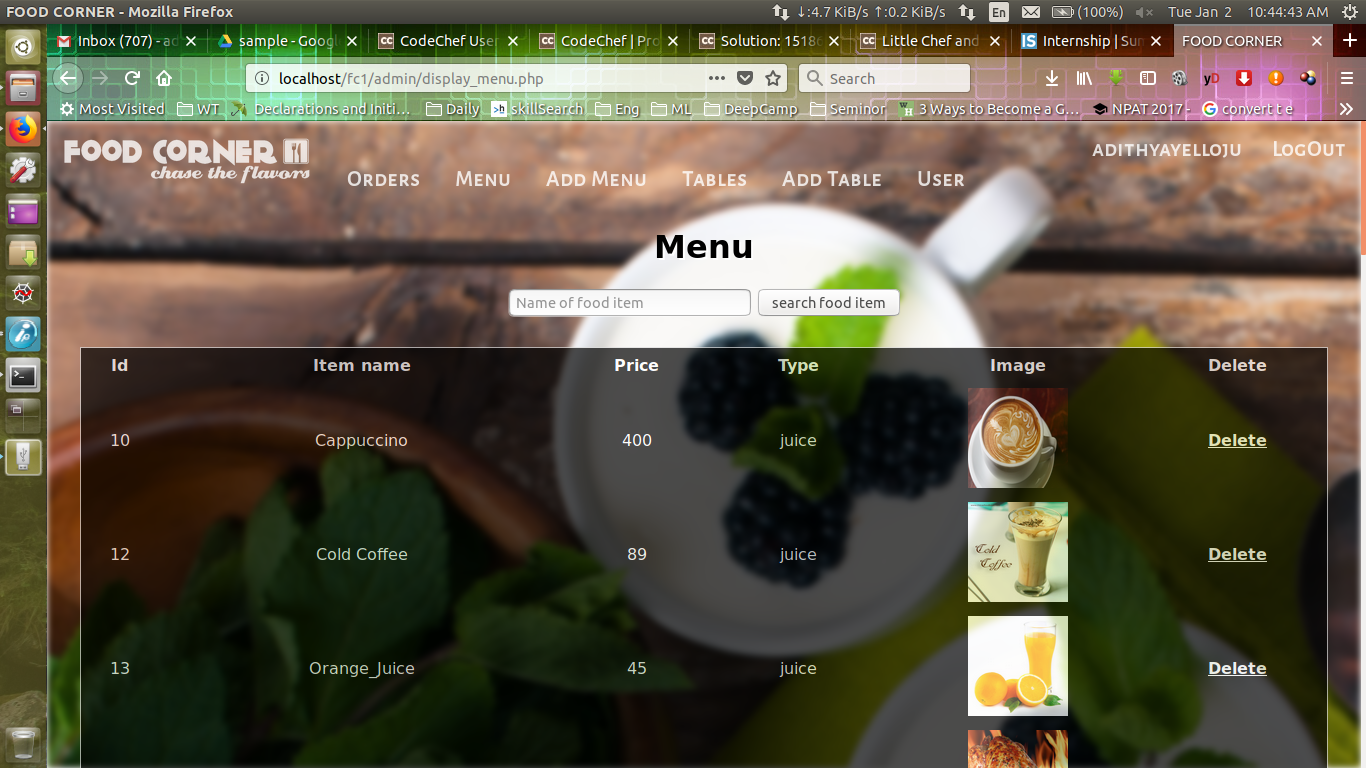 FOOD CORNER - Mozilla Firefox
↓:4.7 KiB/s ↑:0.2 KiB/s En (100%) Tue Jan 2 10:44:43 AM
Inbox (707) - ad sample - Googl CodeChef User CodeChef | Pro Solution: 15186 Little Chef and Internship | Sum FOOD CORNER
localhost/fc1/admin/display_menu.php Search
Most Visited WT Declarations and Initi... Daily skillSearch Eng ML DeepCamp Seminor 3 Ways to Become a G... NPAT 2017 - convert t e
FOOD CORNER
chase the flavors
adithyayelloju LogOut
Orders Menu Add Menu Tables Add Table User
Menu
Name of food item search food item
Id Item name Price Type Image Delete
10 Cappuccino 400 juice Delete
12 Cold Coffee 89 juice Delete
Cold
Coffee
13 Orange_Juice 45 juice Delete